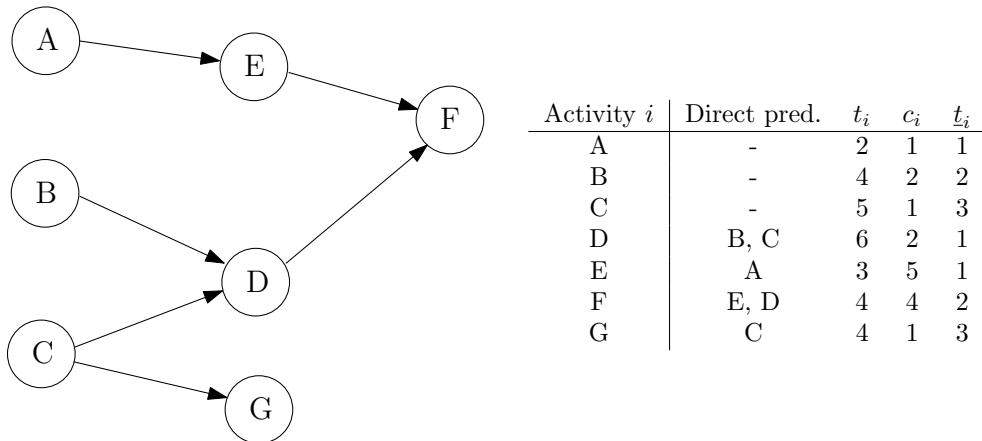 A
E
F
B
D
C
G
Activity i Direct pred. t_i c_i t̲_i
A - 2 1 1
B - 4 2 2
C - 5 1 3
D B, C 6 2 1
E A 3 5 1
F E, D 4 4 2
G C 4 1 3